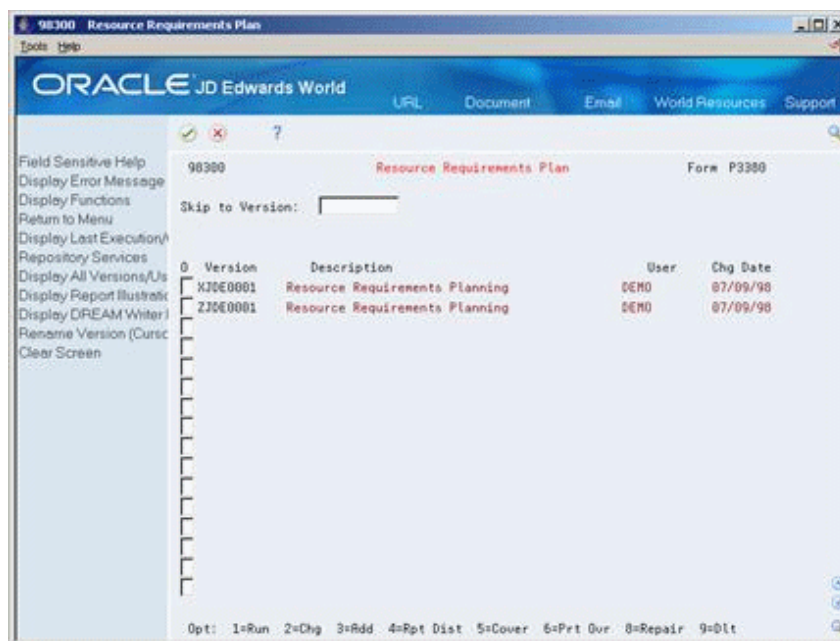 98300 Resource Requirements Plan
Tools Help
ORACLE JD Edwards World
URL Document Email World Resources Support
Field Sensitive Help
Display Error Message
Display Functions
Return to Menu
Display Last Execution/
Repository Services
Display All Versions/Us
Display Report Illustratic
Display DREAM Writer
Rename Version (Cursc
Clear Screen
98300 Resource Requirements Plan Form P3380
Skip to Version:
O Version Description User Chg Date
XJDE0001 Resource Requirements Planning DEMO 07/09/98
ZJDE0001 Resource Requirements Planning DEMO 07/09/98
Opt: 1=Run 2=Chg 3=Add 4=Rpt Dist 5=Cover 6=Prt Ovr 8=Repair 9=Dlt